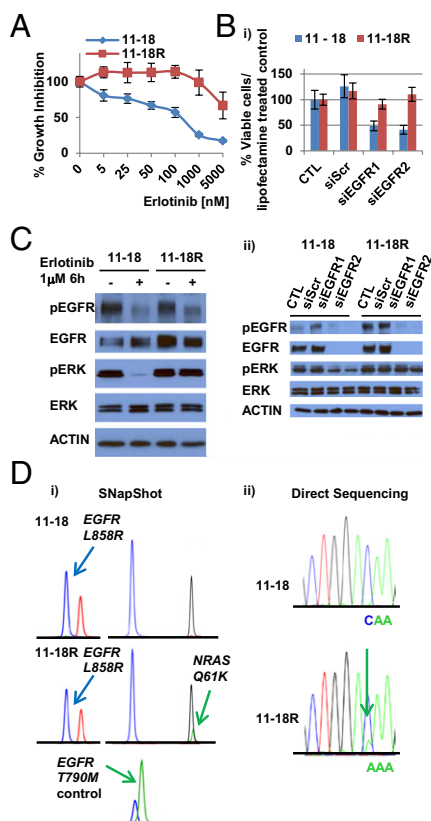 A
11-18 11-18R
% Growth Inhibition
100
50
0
0 5 25 50 100 1000 5000
Erlotinib [nM]
B
i)
11 - 18 11-18R
% Viable cells/
lipofectamine treated control
150
100
50
0
CTL siScr siEGFR1 siEGFR2
C
Erlotinib
1µM 6h
11-18 11-18R
- + - +
pEGFR
EGFR
pERK
ERK
ACTIN
ii)
11-18 11-18R
CTL siScr siEGFR1 siEGFR2 CTL siScr siEGFR1 siEGFR2
pEGFR
EGFR
pERK
ERK
ACTIN
D
i) SNapShot
11-18 EGFR
L858R
11-18R EGFR
L858R
NRAS
Q61K
EGFR
T790M
control
ii) Direct Sequencing
11-18
CAA
11-18R
AAA